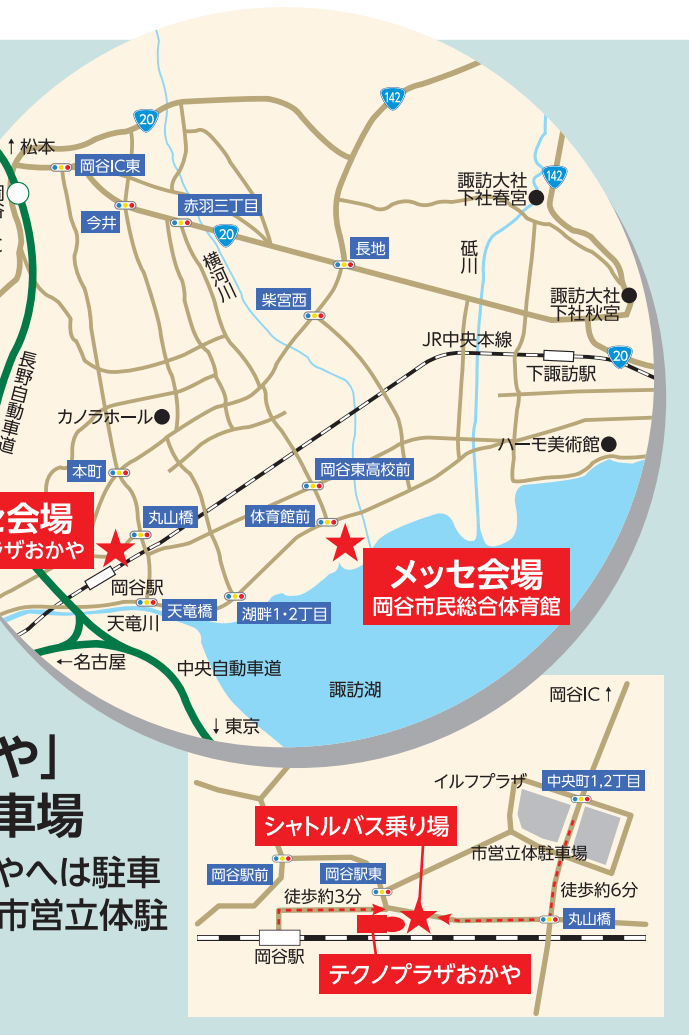 142
20
↑松本
岡谷IC東
諏訪大社
下社春宮
142
今井
赤羽三丁目
20
長地
砥川
横河川
諏訪大社
下社秋宮
柴宮西
JR中央本線
20
下諏訪駅
長野自動車道
カノラホール
ハーモ美術館
本町
岡谷東高校前
セ会場
ラザおかや
丸山橋
体育館前
メッセ会場
岡谷市民総合体育館
岡谷駅
天竜橋
湖畔1・2丁目
天竜川
←名古屋
中央自動車道
諏訪湖
↓東京
や」
車場
やへは駐車
市営立体駐
岡谷IC↑
イルフプラザ
中央町1,2丁目
シャトルバス乗り場
市営立体駐車場
岡谷駅前
岡谷駅東
徒歩約3分
徒歩約6分
丸山橋
岡谷駅
テクノプラザおかや